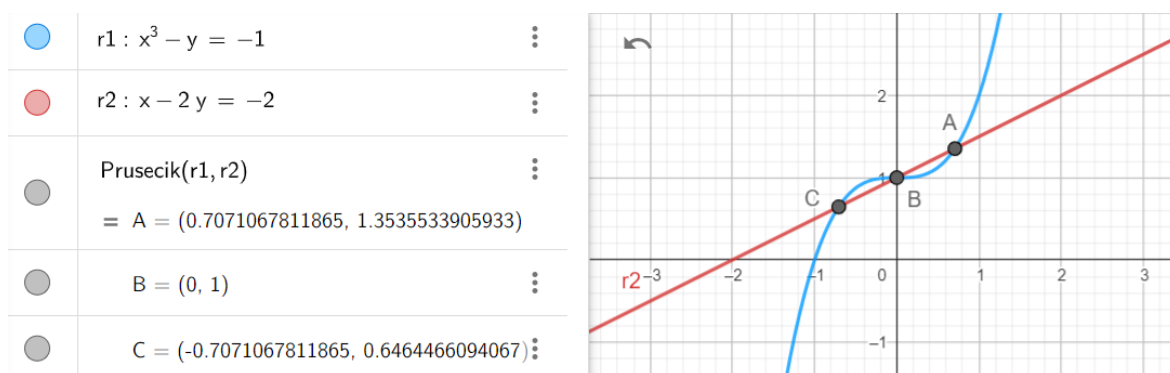 r1 : x³ – y = –1
r2 : x – 2 y = –2
Prusecik(r1, r2)
= A = (0.7071067811865, 1.3535533905933)
B = (0, 1)
C = (-0.7071067811865, 0.6464466094067)
2
A
1
C
B
r2
–3
–2
–1
0
1
2
3
–1